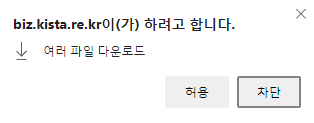 biz.kista.re.kr이(가) 하려고 합니다.
여러 파일 다운로드
허용
차단